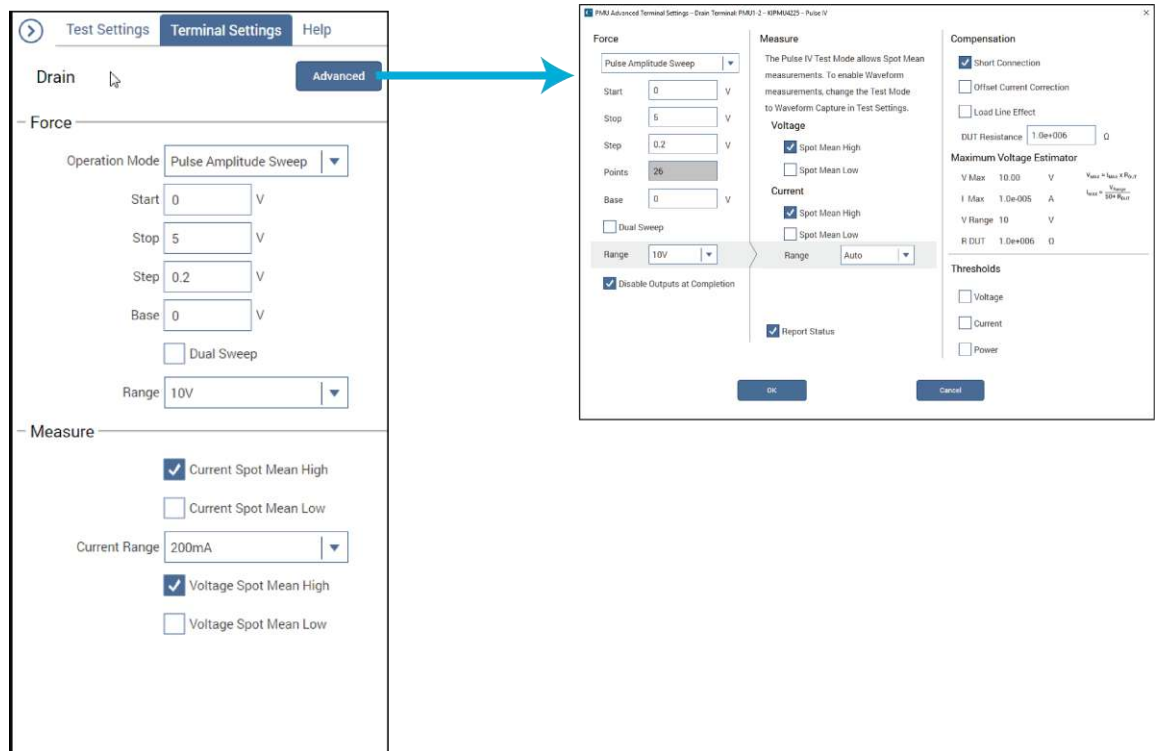 Test Settings Terminal Settings Help
Drain Advanced
Force
Operation Mode Pulse Amplitude Sweep
Start 0 V
Stop 5 V
Step 0.2 V
Base 0 V
Dual Sweep
Range 10V
Measure
Current Spot Mean High
Current Spot Mean Low
Current Range 200mA
Voltage Spot Mean High
Voltage Spot Mean Low
PMU Advanced Terminal Settings - Drain Terminal: PMU1-2 - KIPMU4225 - Pulse IV
Force
Pulse Amplitude Sweep
Start 0 V
Stop 5 V
Step 0.2 V
Points 26
Base 0 V
Dual Sweep
Range 10V
Disable Outputs at Completion
Measure
The Pulse IV Test Mode allows Spot Mean
measurements. To enable Waveform
measurements, change the Test Mode
to Waveform Capture in Test Settings.
Voltage
Spot Mean High
Spot Mean Low
Current
Spot Mean High
Spot Mean Low
Range Auto
Report Status
Compensation
Short Connection
Offset Current Correction
Load Line Effect
DUT Resistance 1.0e+006 Ω
Maximum Voltage Estimator
V Max 10.00 V
I Max 1.0e-005 A
V Range 10 V
R DUT 1.0e+006 Ω
Thresholds
Voltage
Current
Power
OK Cancel